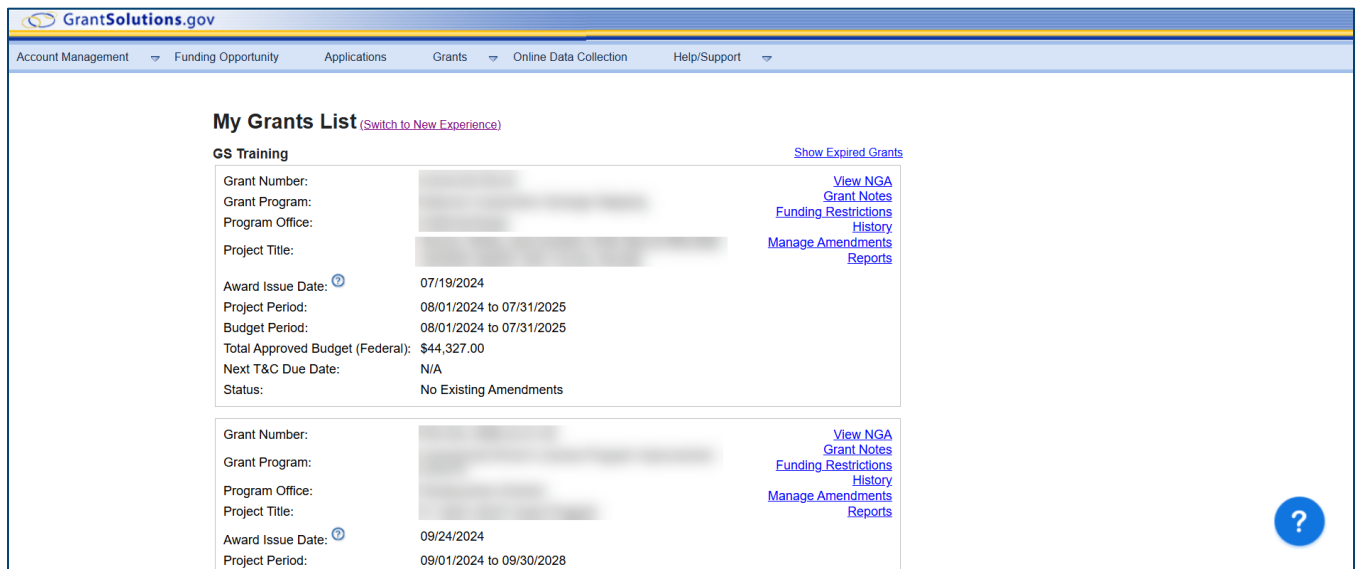 GrantSolutions.gov
Account Management Funding Opportunity Applications Grants Online Data Collection Help/Support
My Grants List (Switch to New Experience)
GS Training Show Expired Grants
Grant Number: View NGA
Grant Program: Grant Notes
Program Office: Funding Restrictions
History
Project Title: Manage Amendments
Reports
Award Issue Date: ? 07/19/2024
Project Period: 08/01/2024 to 07/31/2025
Budget Period: 08/01/2024 to 07/31/2025
Total Approved Budget (Federal): $44,327.00
Next T&C Due Date: N/A
Status: No Existing Amendments
Grant Number: View NGA
Grant Notes
Grant Program: Funding Restrictions
History
Program Office: Manage Amendments
Project Title: Reports
?
Award Issue Date: ? 09/24/2024
Project Period: 09/01/2024 to 09/30/2028